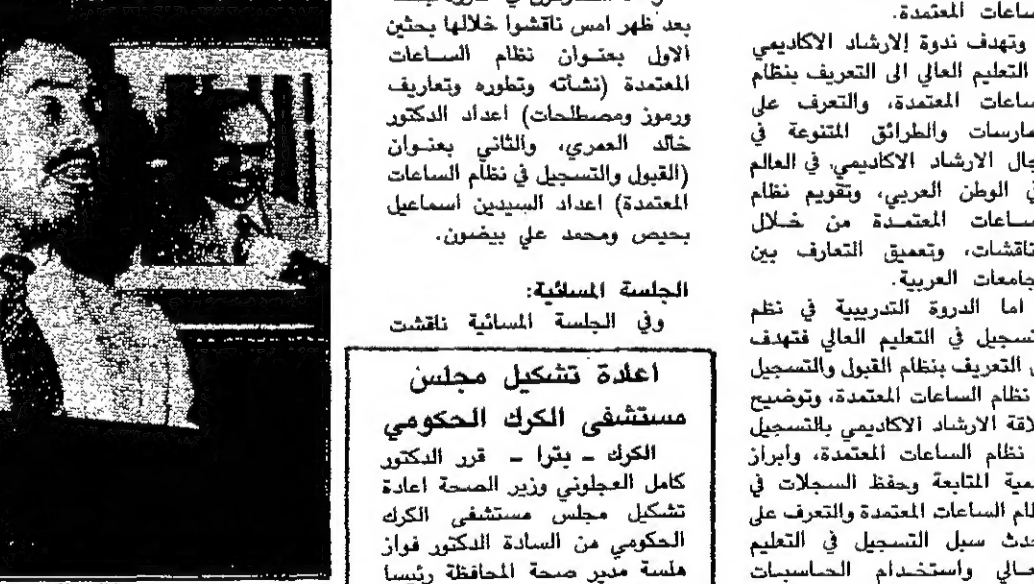 ساعات المعتمدة.
وتهدف ندوة الارشاد الاكاديمي
التعليم العالي الى التعريف بنظام
ساعات المعتمدة، والتعرف على
مارسات والطرائق المتنوعة في
جال الارشاد الاكاديمي في العالم
الوطن العربي، وتقويم نظام
ساعات المعتمدة من خلال
ناقشات، وتعميق التعارف بين
جامعات العربية.
اما الدورة التدريبية في نظم
تسجيل في التعليم العالي فتهدف
التعريف بنظام القبول والتسجيل
نظام الساعات المعتمدة، وتوضيح
لاقة الارشاد الاكاديمي بالتسجيل
نظام الساعات المعتمدة، وابراز
مية المتابعة وحفظ السجلات في
ظام الساعات المعتمدة والتعرف على
حدث سبل التسجيل في التعليم
ـالي واستخدام الحاسبات
بعد ظهر امس ناقشوا خلالها بحثين
الاول بعنوان نظام الساعات
المعتمدة (نشأته وتطوره وتعاريف
ورموز ومصطلحات) اعداد الدكتور
خالد العمري، والثاني بعنوان
(القبول والتسجيل في نظام الساعات
المعتمدة) اعداد السيدين اسماعيل
بحيص ومحمد علي بيضون.
الجلسة المسائية:
وفي الجلسة المسائية ناقشت
اعادة تشكيل مجلس
مستشفى الكرك الحكومي
الكرك - بترا - قرر الدكتور
كامل العجلوني وزير الصحة اعادة
تشكيل مجلس مستشفى الكرك
الحكومي من السادة الدكتور فواز
هلسة مدير صحة المحافظة رئيسا